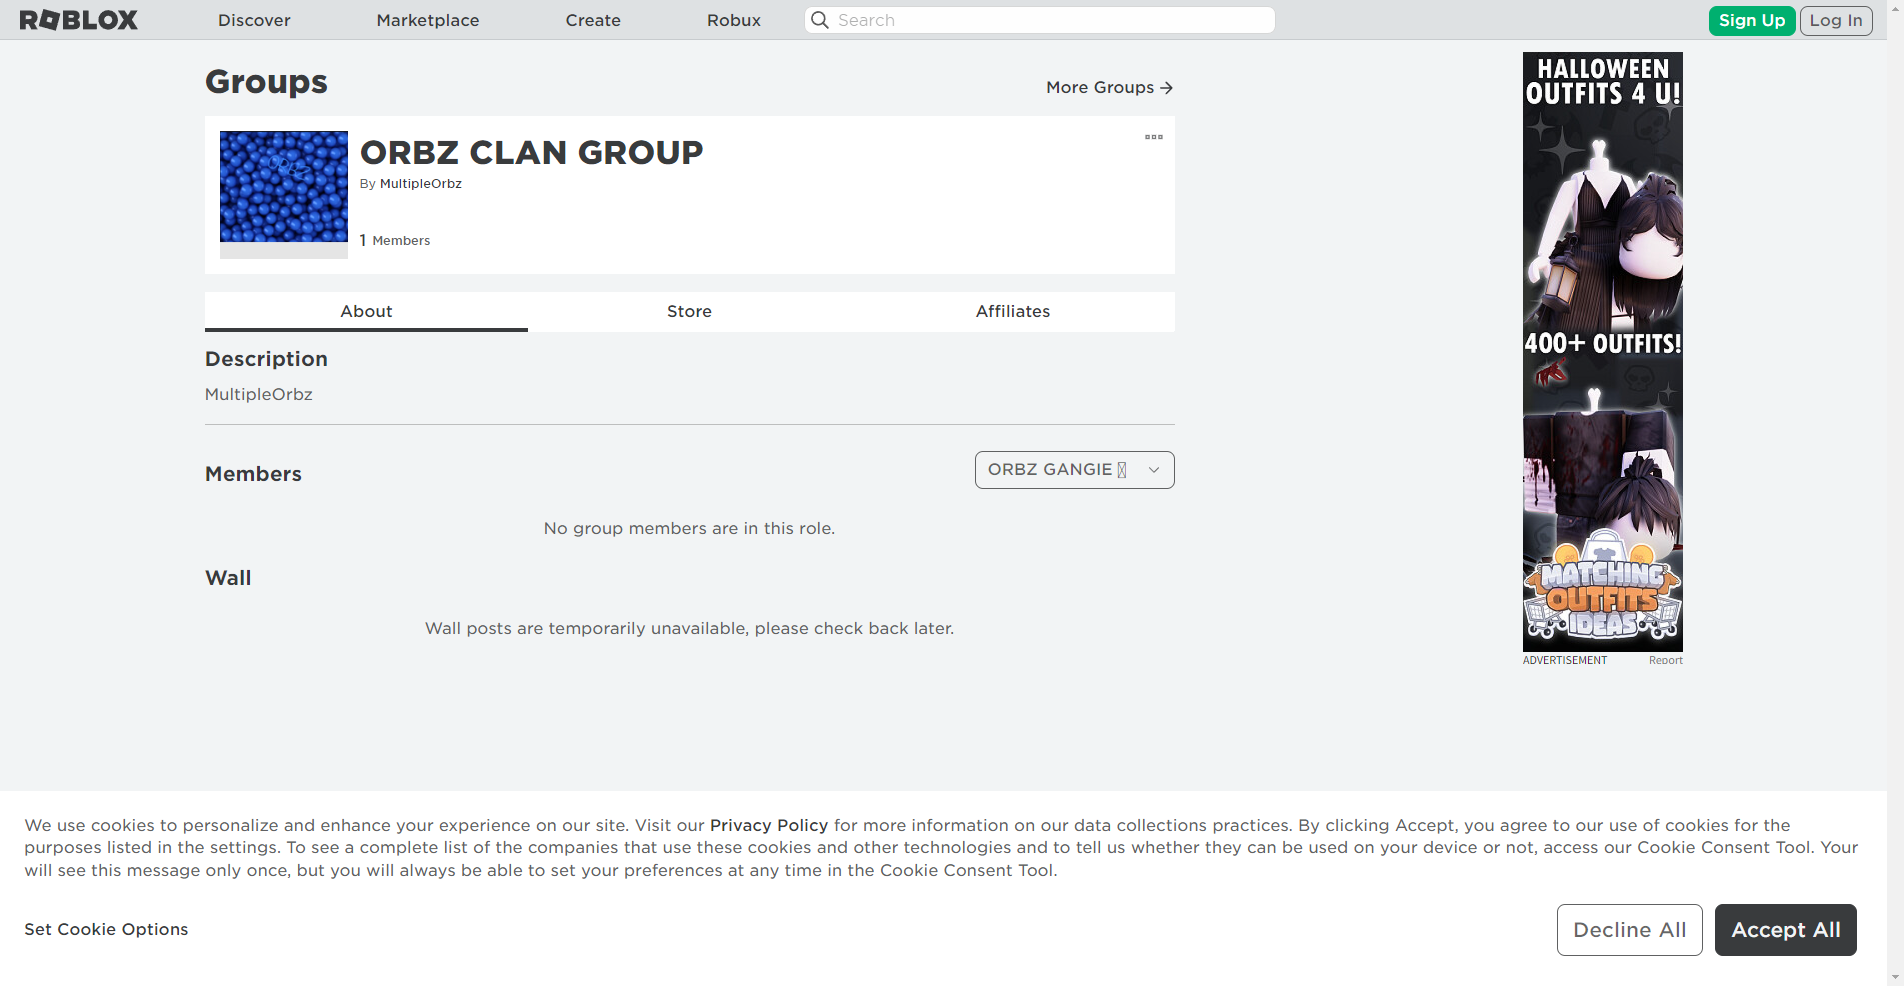 ROBLOX
Discover
Marketplace
Create
Robux
Search
Sign Up
Log In
Groups
More Groups
ORBZ
ORBZ CLAN GROUP
By MultipleOrbz
1 Members
About
Store
Affiliates
Description
MultipleOrbz
Members
ORBZ GANGIE
No group members are in this role.
Wall
Wall posts are temporarily unavailable, please check back later.
HALLOWEEN
OUTFITS 4 U!
400+ OUTFITS!
MATCHING
OUTFITS
IDEAS
ADVERTISEMENT
Report
We use cookies to personalize and enhance your experience on our site. Visit our Privacy Policy for more information on our data collections practices. By clicking Accept, you agree to our use of cookies for the
purposes listed in the settings. To see a complete list of the companies that use these cookies and other technologies and to tell us whether they can be used on your device or not, access our Cookie Consent Tool. Your
will see this message only once, but you will always be able to set your preferences at any time in the Cookie Consent Tool.
Set Cookie Options
Decline All
Accept All